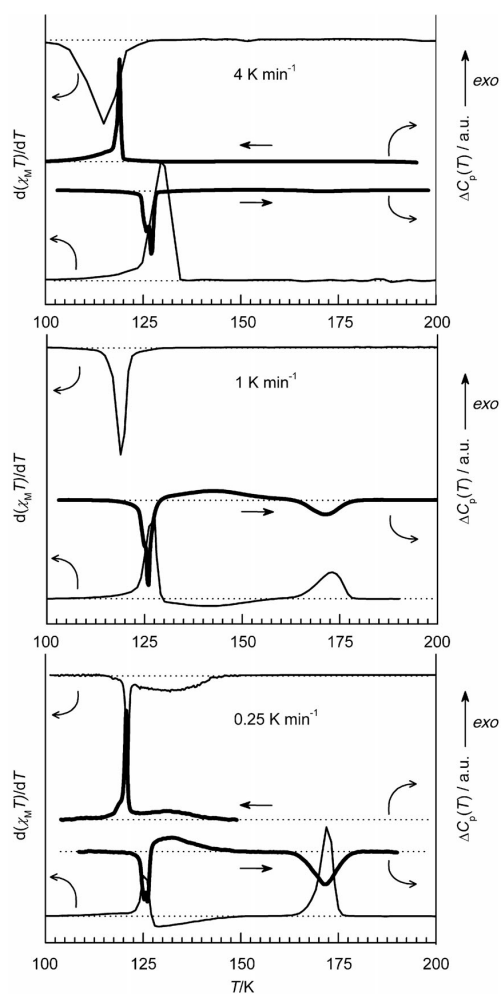 4 K min⁻¹
d(χMT)/dT
ΔCp(T) / a.u.
exo
100 125 150 175 200
1 K min⁻¹
d(χMT)/dT
ΔCp(T) / a.u.
exo
100 125 150 175 200
0.25 K min⁻¹
d(χMT)/dT
ΔCp(T) / a.u.
exo
100 125 150 175 200
T/K